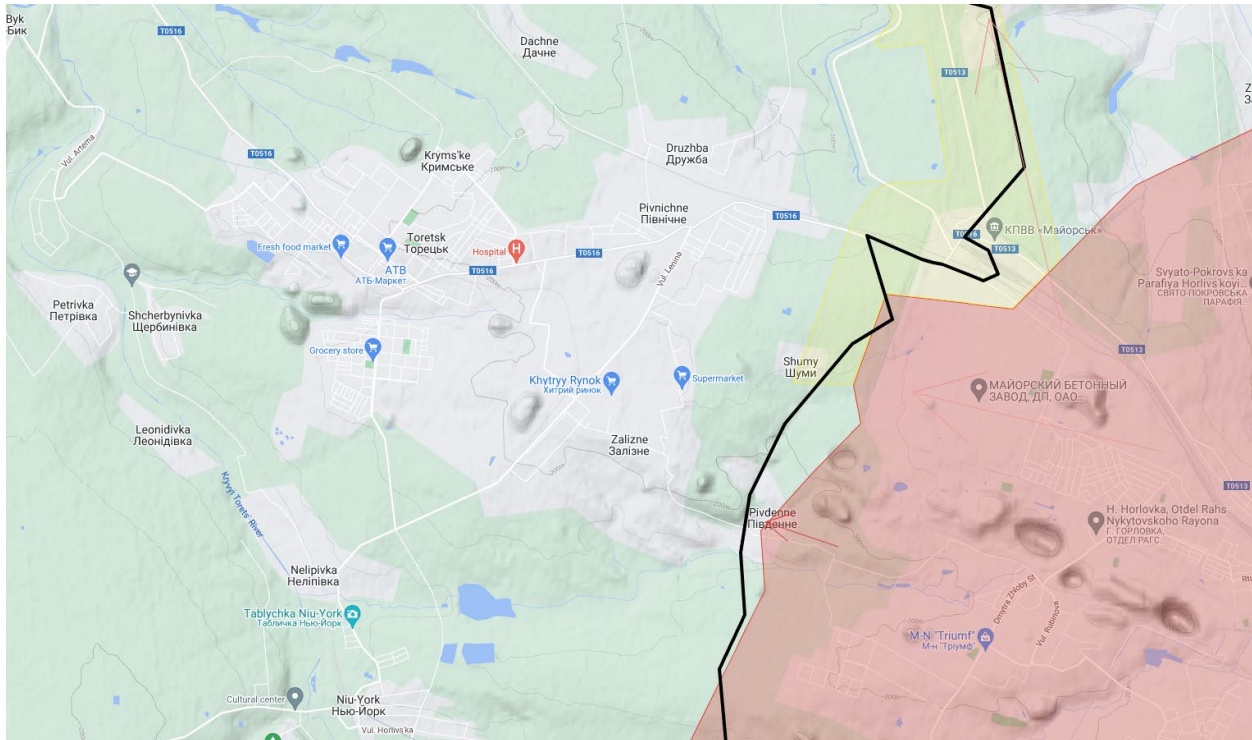 Byk
Бик
T0516
Dachne
Дачне
T0513
Vul. Artema
T0516
Kryms'ke
Кримське
Druzhba
Дружба
Pivnichne
Північне
T0516
Toretsk
Торецьк
Fresh food market
АТВ
АТБ-Маркет
Hospital
T0516
T0516
Vul. Lenina
КПВВ «Майорськ»
T0513
Svyato-Pokrovs'ka
Parafiya Horlivs'koyi...
СВЯТО-ПОКРОВСЬКА
ПАРАФІЯ...
Petrivka
Петрівка
Shcherbynivka
Щербинівка
Grocery store
Khytryy Rynok
Хитрий ринок
Supermarket
Shumy
Шуми
T0513
МАЙОРСКИЙ БЕТОННЫЙ
ЗАВОД, ДП, ОАО...
Leonidivka
Леонідівка
Zalizne
Залізне
Kryvyi Torets' River
T0513
Pivdenne
Південне
H. Horlovka, Otdel Rahs
Nykytovskoho Rayona
Г. ГОРЛОВКА,
ОТДЕЛ РАГС...
Nelipivka
Неліпівка
Tablychka Niu-York
Табличка Нью-Йорк
Dmytra Zhloby St
Vul. Rubinova
M-N "Triumf"
М-н "Тріумф"
Cultural center
Niu-York
Нью-Йорк
Vul. Horlivs'ka